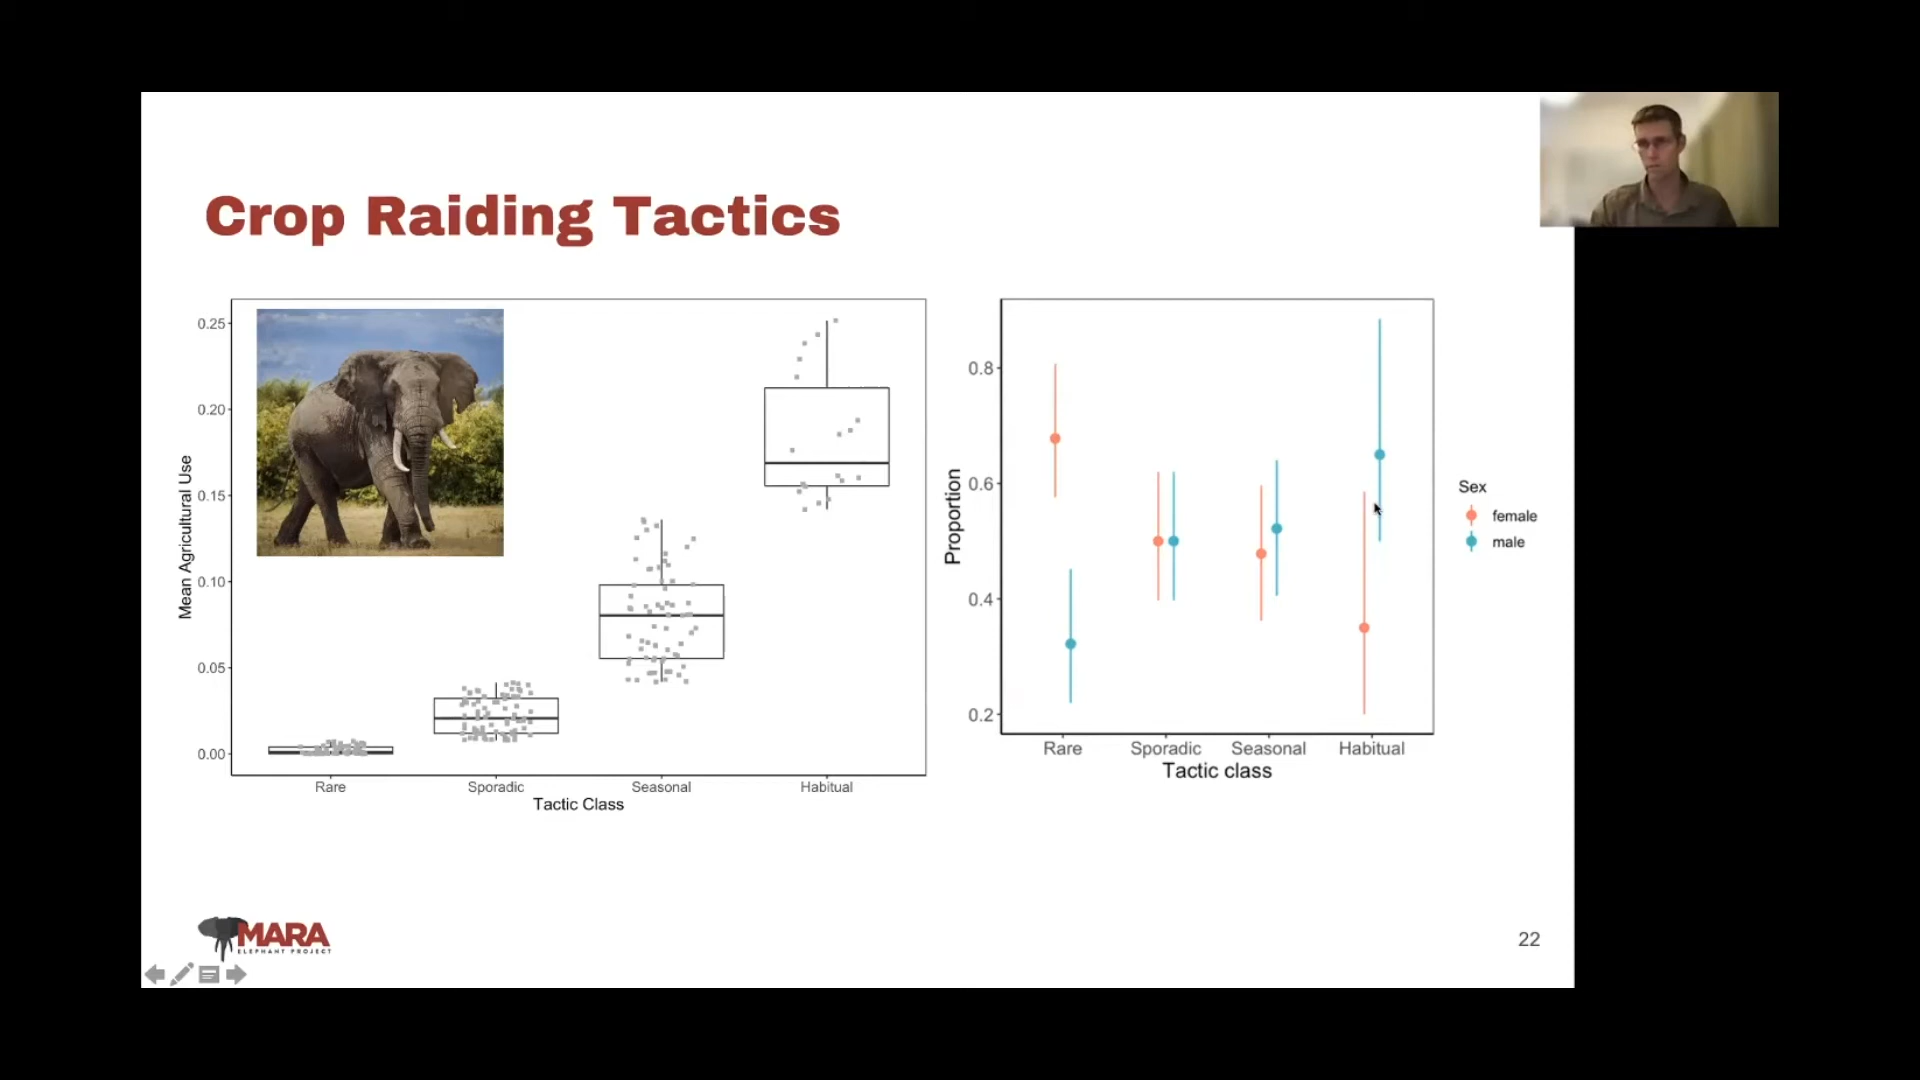 Crop Raiding Tactics
Mean Agricultural Use
0.25
0.20
0.15
0.10
0.05
0.00
Rare Sporadic Seasonal Habitual
Tactic Class
Proportion
0.8
0.6
0.4
0.2
Rare Sporadic Seasonal Habitual
Tactic class
Sex
female
male
MARA
ELEPHANT PROJECT
22